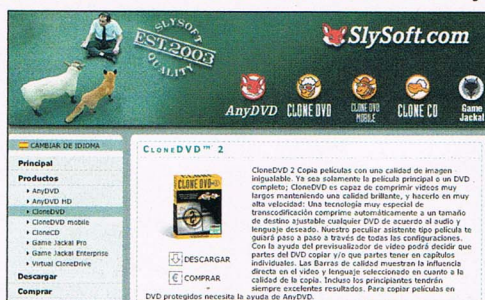 SLYSOFT
EST. 2003
QUALITY
SlySoft.com
AnyDVD CLONE DVD CLONE DVD MOBILE CLONE CD Game Jackal
CAMBIAR DE IDIOMA
Principal
Productos
AnyDVD
AnyDVD HD
CloneDVD
CloneDVD mobile
CloneCD
Game Jackal Pro
Game Jackal Enterprise
Virtual CloneDrive
Descargar
Comprar
CLONEDVD™ 2
CLONE DVD
DESCARGAR
€ COMPRAR
CloneDVD 2 Copia películas con una calidad de imagen
inigualable. Ya sea solamente la película principal o un DVD
completo; CloneDVD es capaz de comprimir videos muy
largos manteniendo una calidad brillante, y hacerlo en muy
alta velocidad: Una tecnología muy especial de
transcodificación comprime automáticamente a un tamaño
de destino ajustable cualquier DVD de acuerdo al audio y
lenguaje deseado. Nuestro peculiar asistente tipo película te
guiará paso a paso a través de todas las configuraciones.
Con la ayuda del previsualizador de video podrá decidir que
partes del DVD copiar y/o que partes tener en capítulos
individuales. Las Barras de calidad muestran la influencia
directa en el video y lenguaje seleccionado en cuanto a la
calidad de la copia. Incluso los principiantes tendrán
siempre excelentes resultados. Para copiar películas en
DVD protegidos necesita la ayuda de AnyDVD.